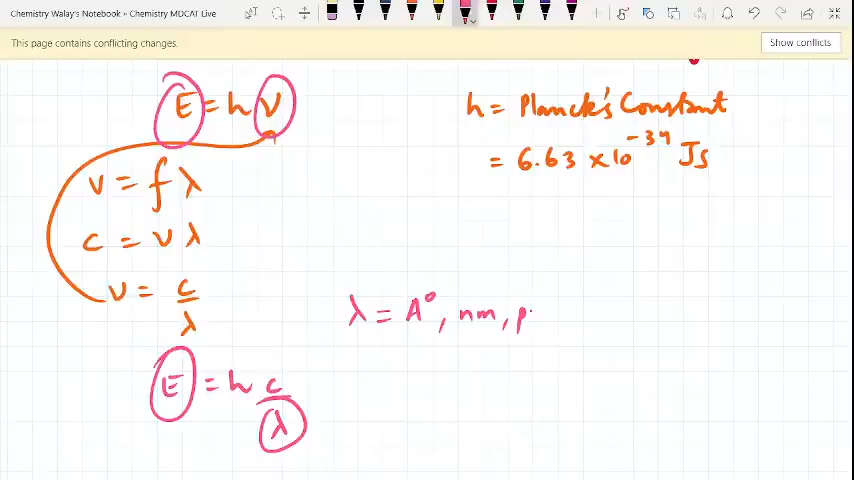 Chemistry Walay's Notebook » Chemistry MDCAT Live
This page contains conflicting changes.
Show conflicts
E = hν
h = Planck's Constant
= 6.63 × 10⁻³⁴ Js
v = fλ
c = νλ
ν = c/λ
λ = A°, nm, p
E = h c/λ